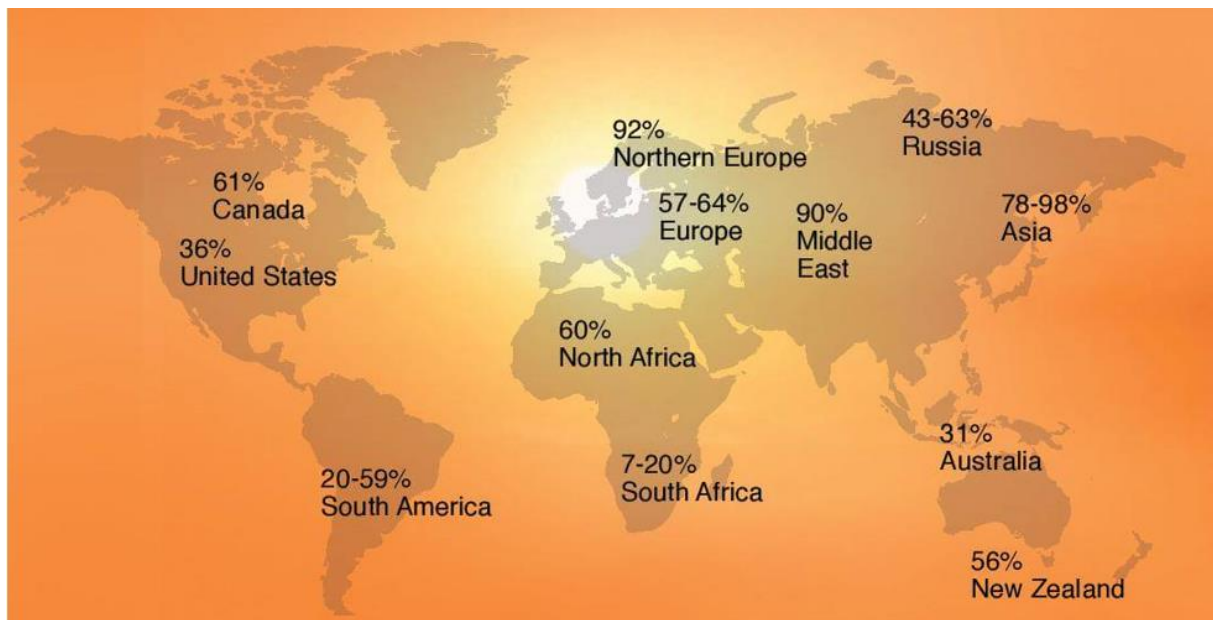 61%
Canada
36%
United States
20-59%
South America
92%
Northern Europe
57-64%
Europe
90%
Middle
East
43-63%
Russia
78-98%
Asia
60%
North Africa
7-20%
South Africa
31%
Australia
56%
New Zealand